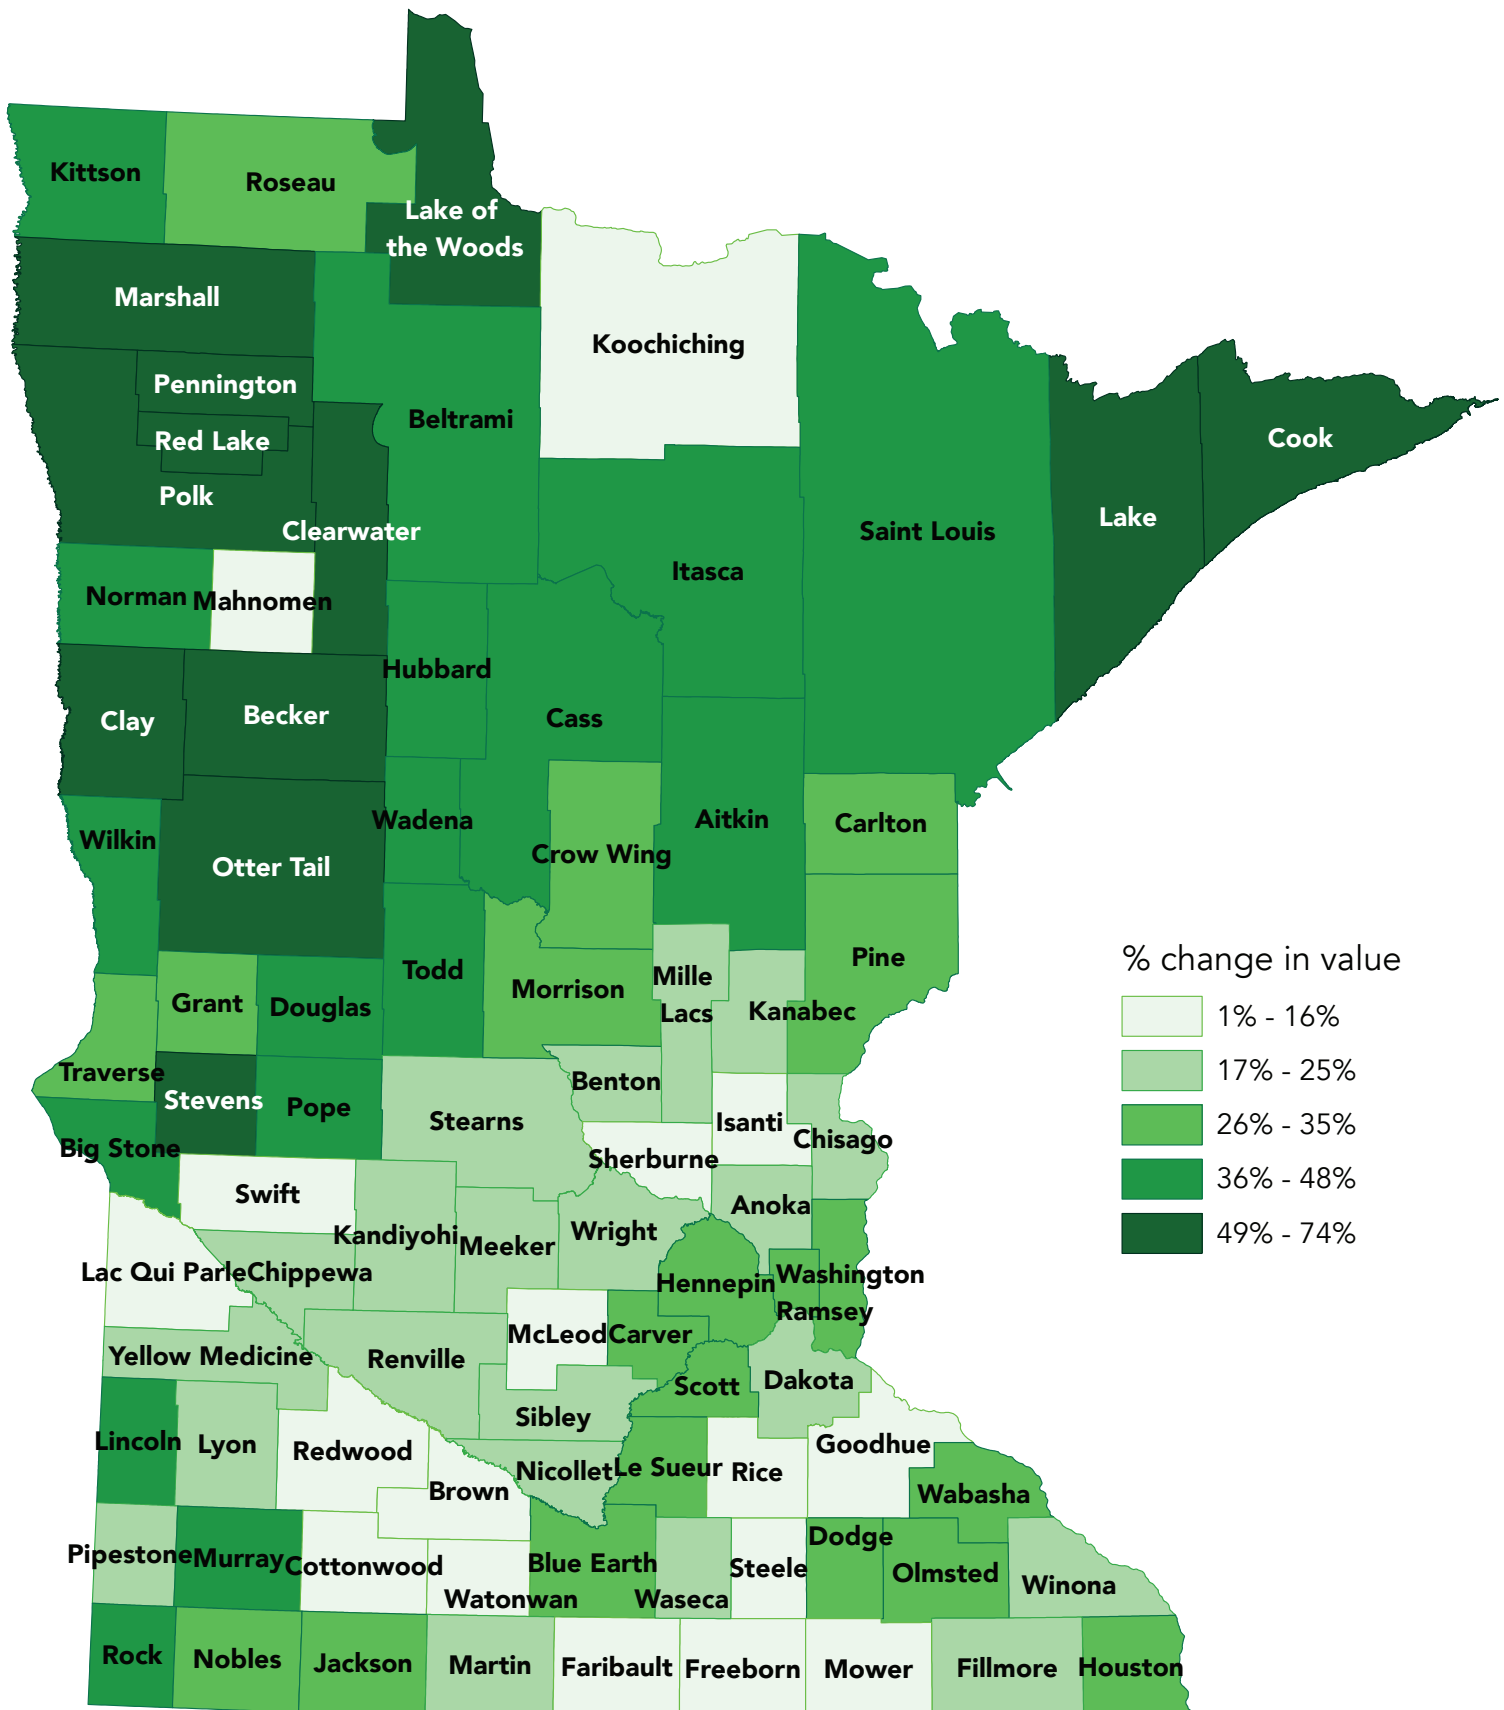 Kittson
Roseau
Lake of
the Woods
Marshall
Koochiching
Pennington
Beltrami
Red Lake
Cook
Polk
Lake
Clearwater
Saint Louis
Itasca
Norman
Mahnomen
Hubbard
Cass
Becker
Clay
Wadena
Aitkin
Carlton
Wilkin
Crow Wing
Otter Tail
Pine
% change in value
Todd
Mille
Lacs
Morrison
Grant
Douglas
Kanabec
1% - 16%
Traverse
Benton
17% - 25%
Stevens
Pope
Stearns
Isanti
26% - 35%
Chisago
Big Stone
Sherburne
36% - 48%
Swift
Anoka
Kandiyohi
Meeker
Wright
49% - 74%
Lac Qui Parle
Chippewa
Hennepin
Washington
Ramsey
McLeod
Carver
Yellow Medicine
Renville
Scott
Dakota
Sibley
Lincoln
Lyon
Redwood
Goodhue
Nicollet
Le Sueur
Rice
Brown
Wabasha
Dodge
Pipestone
Murray
Cottonwood
Blue Earth
Steele
Olmsted
Winona
Watonwan
Waseca
Rock
Nobles
Jackson
Martin
Faribault
Freeborn
Mower
Fillmore
Houston